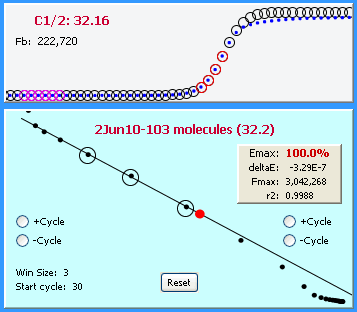 C1/2: 32.16
Fb: 222,720
2Jun10-103 molecules (32.2)
Emax: 100.0%
deltaE: -3.29E-7
Fmax: 3,042,268
r2: 0.9988
+Cycle
-Cycle
+Cycle
-Cycle
Win Size: 3
Start cycle: 30
Reset